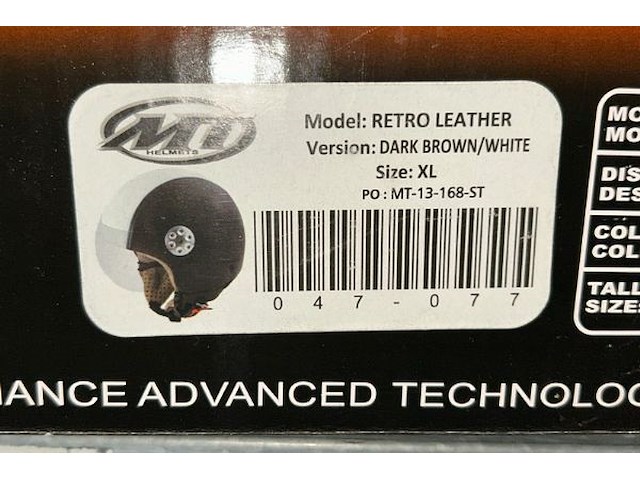 MT
HELMETS
Model: RETRO LEATHER
Version: DARK BROWN/WHITE
Size: XL
PO : MT-13-168-ST
047-077
MO
MO
DIS
DES
COL
COL
TALL
SIZES
MANCE ADVANCED TECHNOLOG